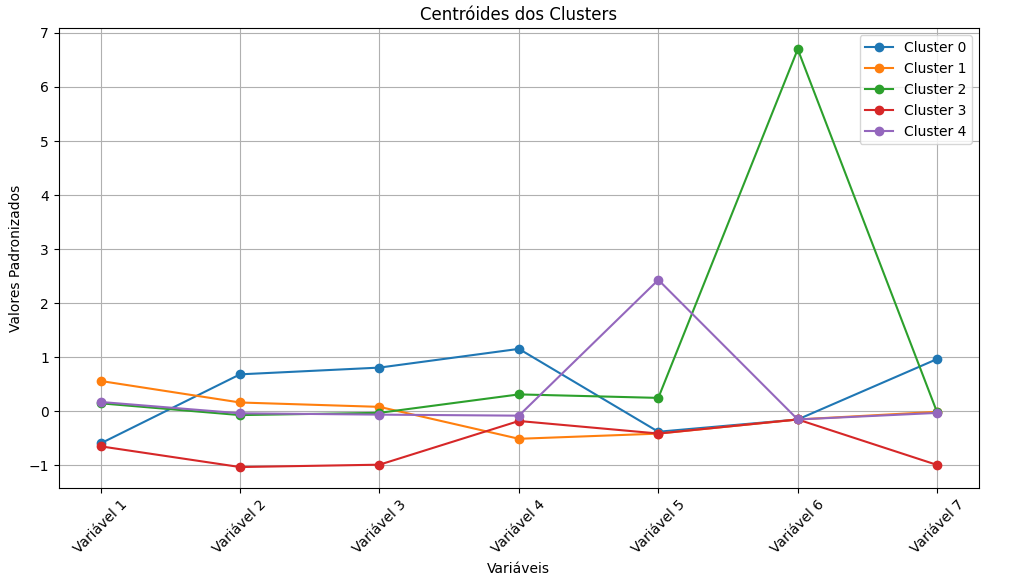 Centróides dos Clusters
Valores Padronizados
7
6
5
4
3
2
1
0
−1
Cluster 0
Cluster 1
Cluster 2
Cluster 3
Cluster 4
Variável 1
Variável 2
Variável 3
Variável 4
Variável 5
Variável 6
Variável 7
Variáveis